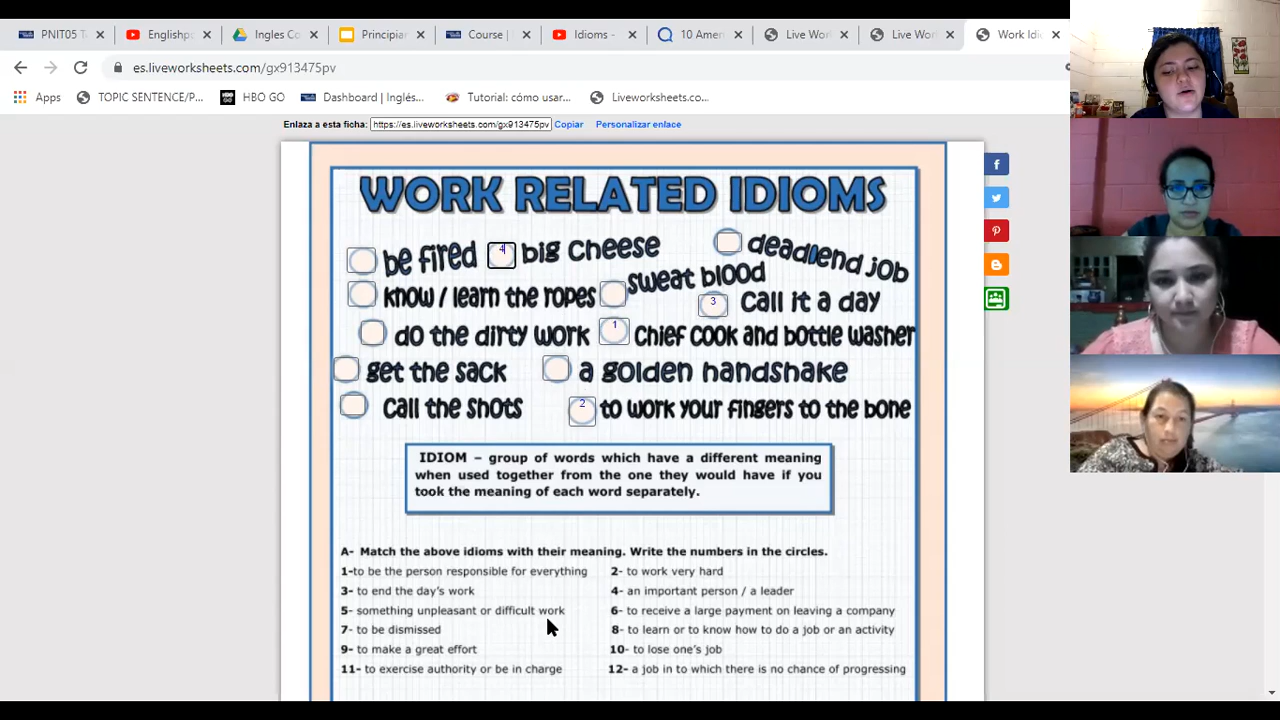 PNIT05 T
Englishp
Ingles Co
Principiar
Course
Idioms -
10 Amer
Live Wor
Live Wor
Work Idio
es.liveworksheets.com/gx913475pv
Apps
TOPIC SENTENCE/P...
HBO GO
Dashboard | Inglés...
Tutorial: cómo usar...
Liveworksheets.co...
Enlaza a esta ficha: https://es.liveworksheets.com/gx913475pv Copiar Personalizar enlace
WORK RELATED IDIOMS
be fired 4 big cheese dead end job
know / learn the ropes sweat blood
3 Call it a day
do the dirty work 1 Chief cook and bottle washer
get the sack a golden handshake
Call the shots 2 to work your fingers to the bone
IDIOM – group of words which have a different meaning
when used together from the one they would have if you
took the meaning of each word separately.
A- Match the above idioms with their meaning. Write the numbers in the circles.
1-to be the person responsible for everything 2- to work very hard
3- to end the day's work 4- an important person / a leader
5- something unpleasant or difficult work 6- to receive a large payment on leaving a company
7- to be dismissed 8- to learn or to know how to do a job or an activity
9- to make a great effort 10- to lose one's job
11- to exercise authority or be in charge 12- a job in to which there is no chance of progressing